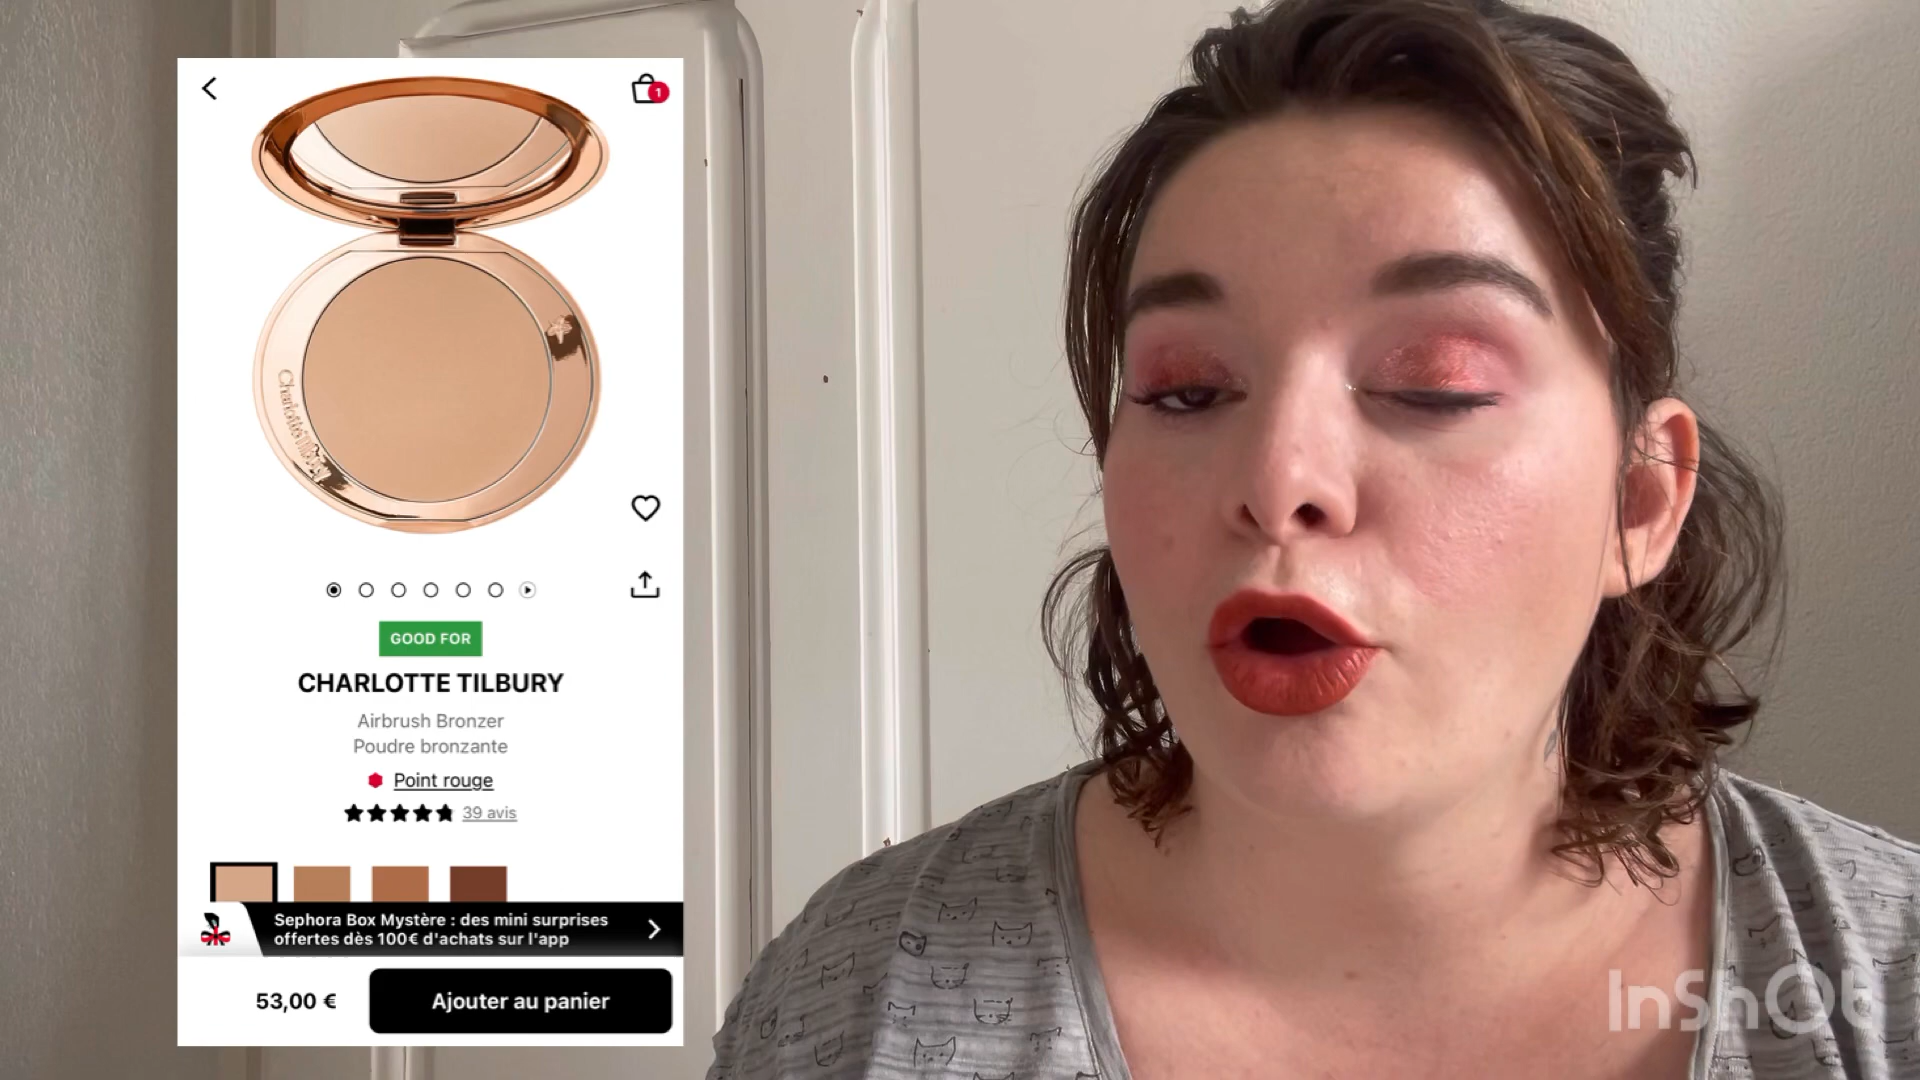 1
Charlotte Tilbury
GOOD FOR
CHARLOTTE TILBURY
Airbrush Bronzer
Poudre bronzante
Point rouge
39 avis
Sephora Box Mystère : des mini surprises
offertes dès 100€ d'achats sur l'app
53,00 €
Ajouter au panier
InShOt